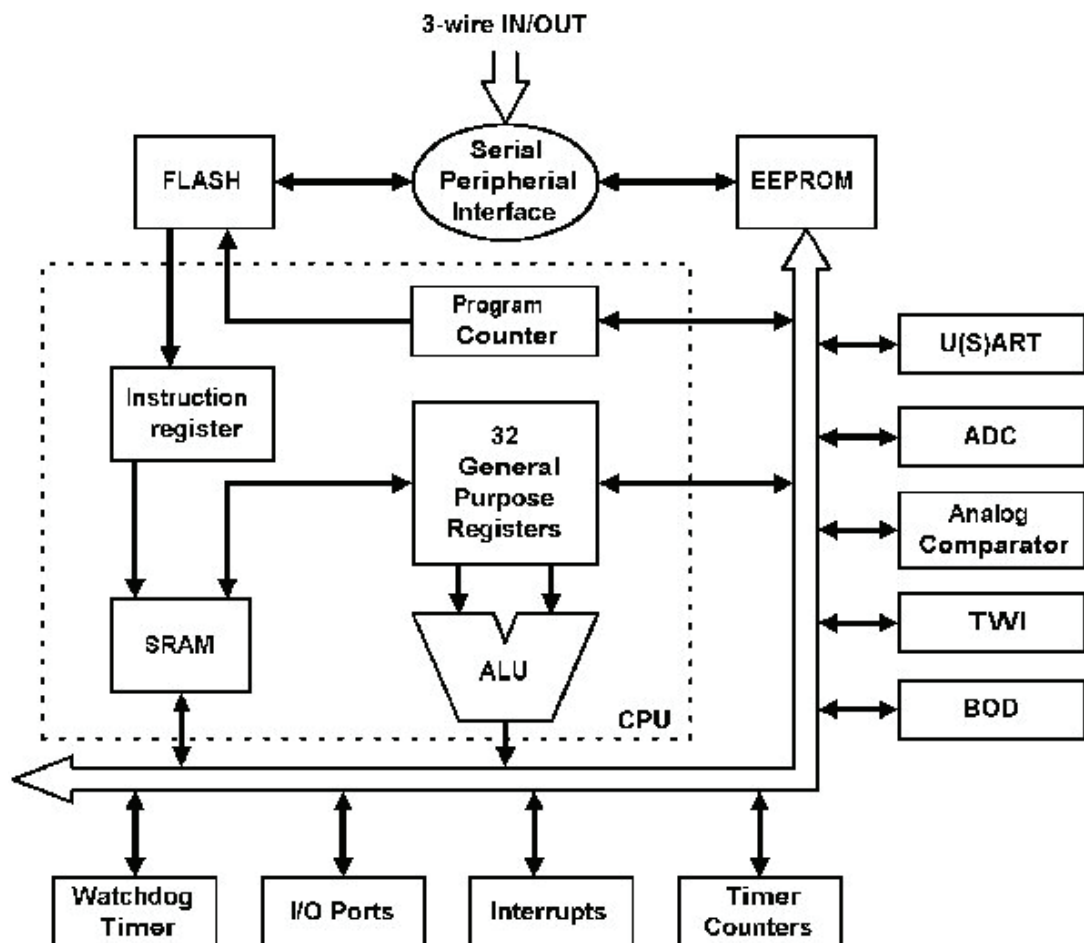 3-wire IN/OUT
FLASH
Serial
Peripherial
Interface
EEPROM
Program
Counter
U(S)ART
Instruction
register
32
General
Purpose
Registers
ADC
Analog
Comparator
SRAM
ALU
TWI
CPU
BOD
Watchdog
Timer
I/O Ports
Interrupts
Timer
Counters